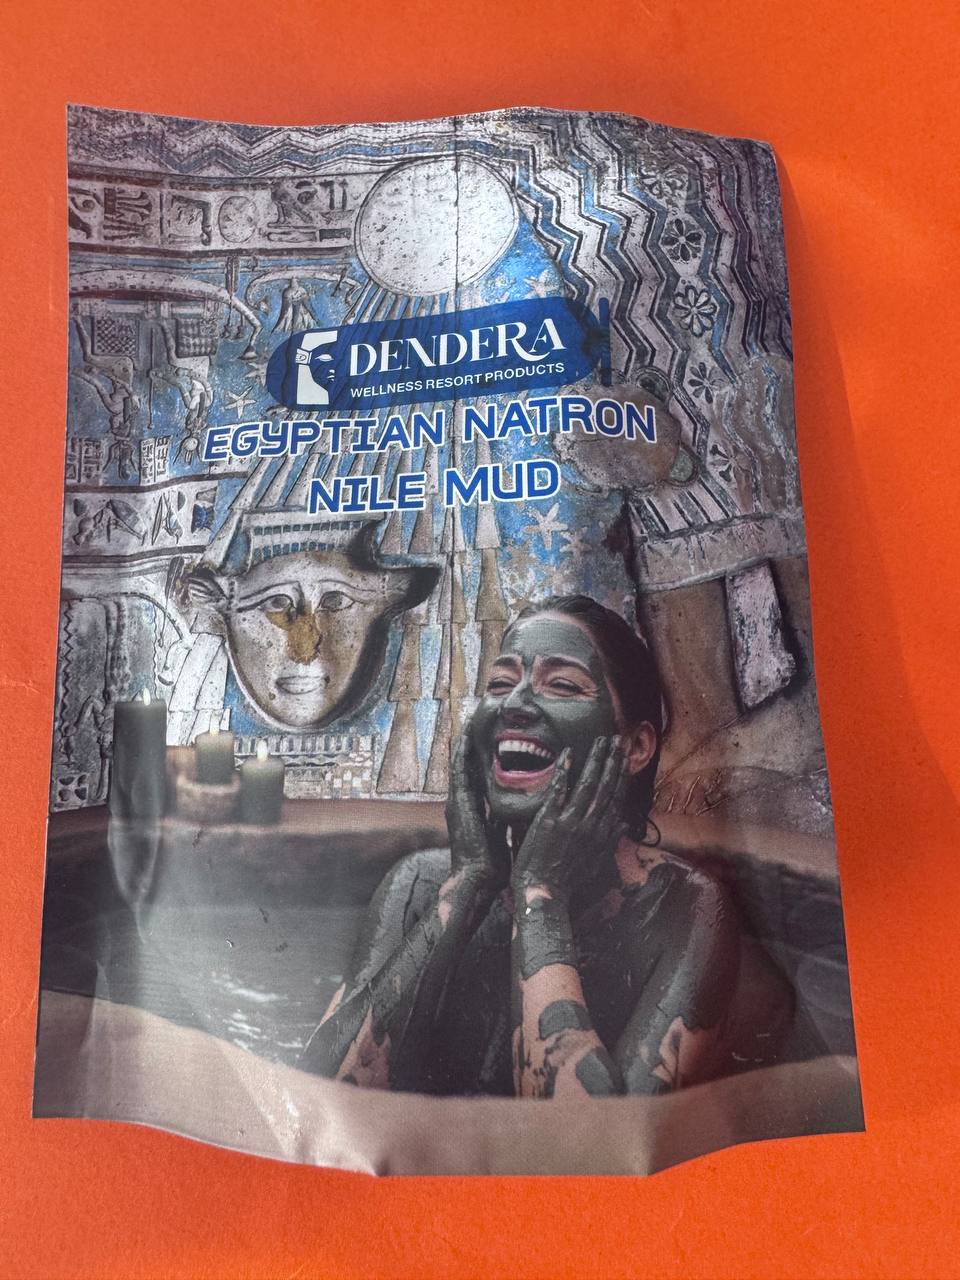 DENDERA
WELLNESS RESORT PRODUCTS
EGYPTIAN NATRON
NILE MUD